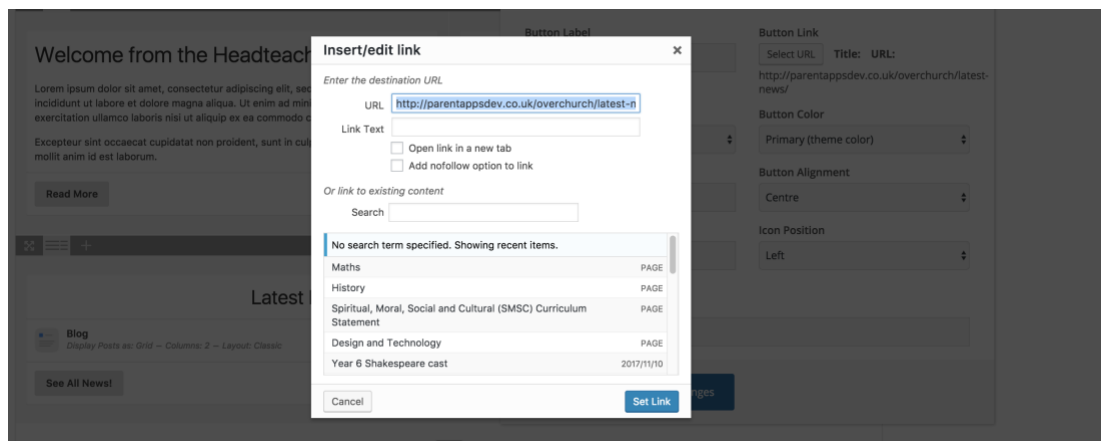 Welcome from the Headteach
Lorem ipsum dolor sit amet, consectetur adipiscing elit, sed
incididunt ut labore et dolore magna aliqua. Ut enim ad mini
exercitation ullamco laboris nisi ut aliquip ex ea commodo c
Excepteur sint occaecat cupidatat non proident, sunt in culp
mollit anim id est laborum.
Read More
Latest
Blog
Display Posts as: Grid — Columns: 2 — Layout: Classic
See All News!
Insert/edit link
Enter the destination URL
URL http://parentappsdev.co.uk/overchurch/latest-n
Link Text
Open link in a new tab
Add nofollow option to link
Or link to existing content
Search
No search term specified. Showing recent items.
Maths PAGE
History PAGE
Spiritual, Moral, Social and Cultural (SMSC) Curriculum PAGE
Statement
Design and Technology PAGE
Year 6 Shakespeare cast 2017/11/10
Cancel Set Link
Button Label
Button Link
Select URL Title: URL:
http://parentappsdev.co.uk/overchurch/latest-
news/
Button Color
Primary (theme color)
Button Alignment
Centre
Icon Position
Left
nges